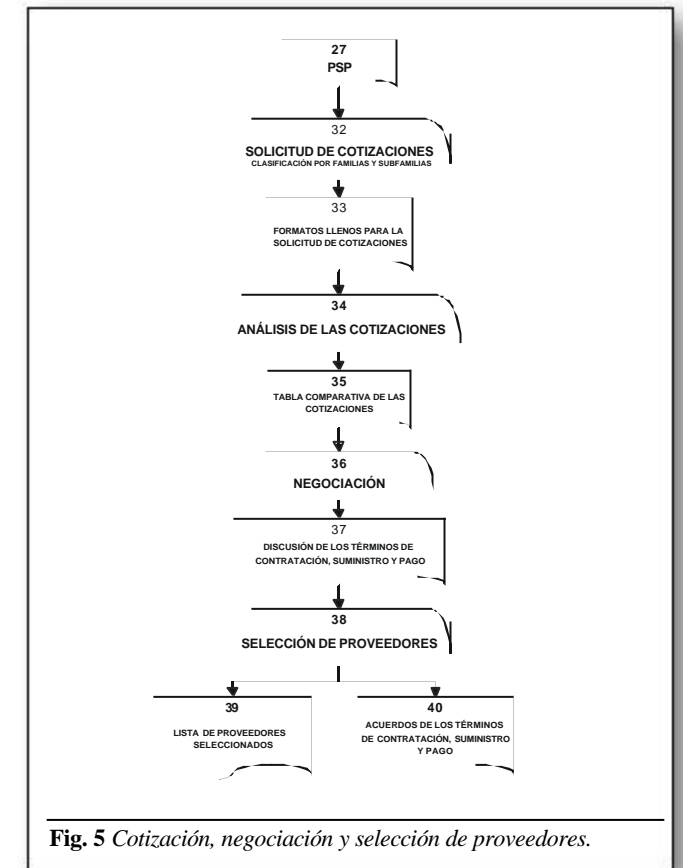 27
PSP
32
SOLICITUD DE COTIZACIONES
CLASIFICACIÓN POR FAMILIAS Y SUBFAMILIAS
33
FORMATOS LLENOS PARA LA
SOLICITUD DE COTIZACIONES
34
ANÁLISIS DE LAS COTIZACIONES
35
TABLA COMPARATIVA DE LAS
COTIZACIONES
36
NEGOCIACIÓN
37
DISCUSIÓN DE LOS TÉRMINOS DE
CONTRATACIÓN, SUMINISTRO Y PAGO
38
SELECCIÓN DE PROVEEDORES
39
LISTA DE PROVEEDORES
SELECCIONADOS
40
ACUERDOS DE LOS TÉRMINOS
DE CONTRATACIÓN, SUMINISTRO
Y PAGO
Fig. 5 Cotización, negociación y selección de proveedores.